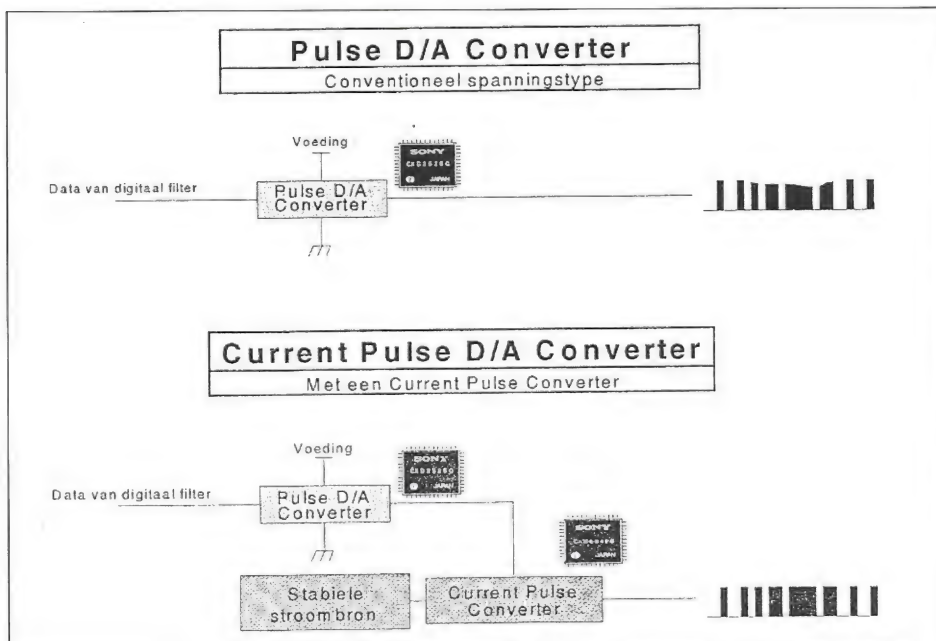 Pulse D/A Converter
Conventioneel spanningstype
Voeding
SONY
JAPAN
Data van digitaal filter
Pulse D/A
Converter
Current Pulse D/A Converter
Met een Current Pulse Converter
Voeding
SONY
JAPAN
Data van digitaal filter
Pulse D/A
Converter
SONY
JAPAN
Stabiele
stroombron
Current Pulse
Converter